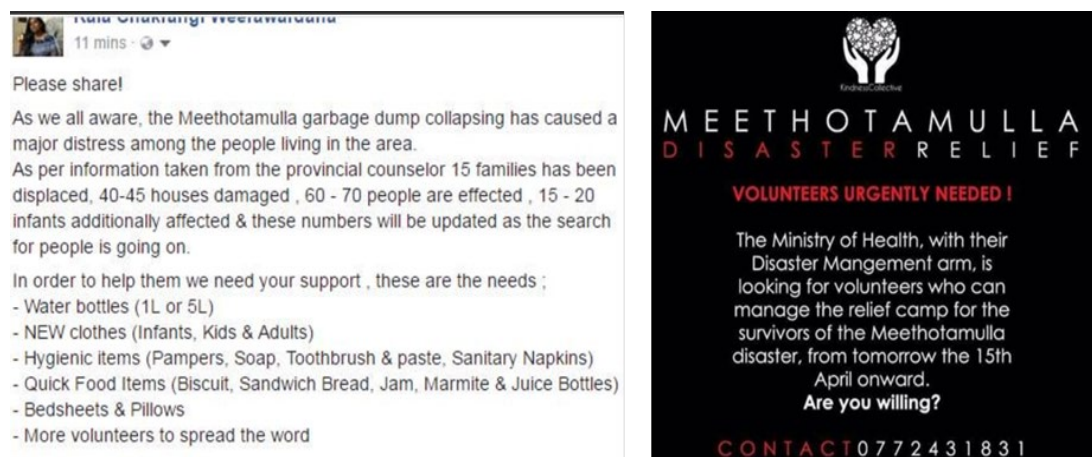 11 mins
Please share!
As we all aware, the Meethotamulla garbage dump collapsing has caused a
major distress among the people living in the area.
As per information taken from the provincial counselor 15 families has been
displaced, 40-45 houses damaged , 60 - 70 people are effected , 15 - 20
infants additionally affected & these numbers will be updated as the search
for people is going on.
In order to help them we need your support , these are the needs ;
- Water bottles (1L or 5L)
- NEW clothes (Infants, Kids & Adults)
- Hygienic items (Pampers, Soap, Toothbrush & paste, Sanitary Napkins)
- Quick Food Items (Biscuit, Sandwich Bread, Jam, Marmite & Juice Bottles)
- Bedsheets & Pillows
- More volunteers to spread the word
KindnessCollective
MEETHOTAMULLA
DISASTERRELIEF
VOLUNTEERS URGENTLY NEEDED !
The Ministry of Health, with their
Disaster Mangement arm, is
looking for volunteers who can
manage the relief camp for the
survivors of the Meethotamulla
disaster, from tomorrow the 15th
April onward.
Are you willing?
CONTACT0772431831